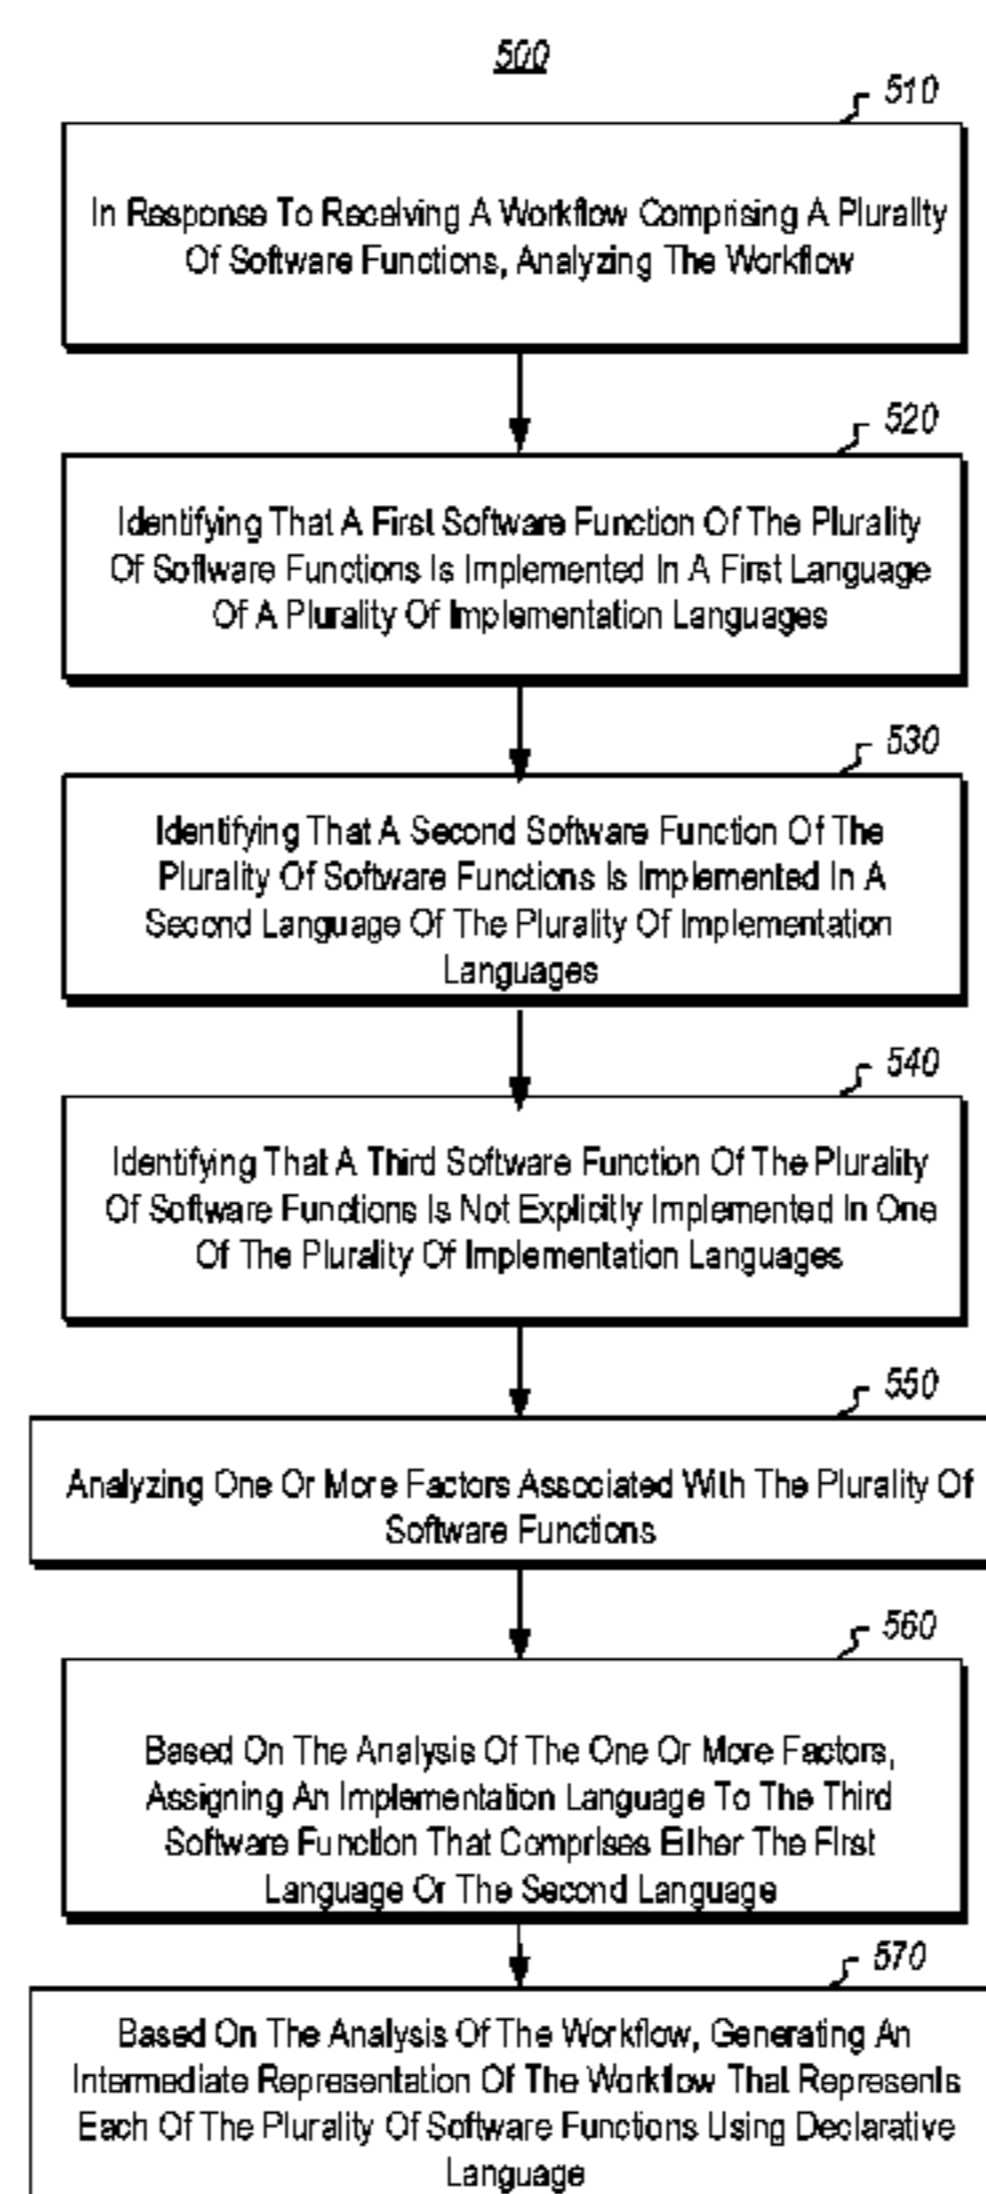 500
510
In Response To Receiving A Workflow Comprising A Plurality
Of Software Functions, Analyzing The Workflow
520
Identifying That A First Software Function Of The Plurality
Of Software Functions Is Implemented In A First Language
Of A Plurality Of Implementation Languages
530
Identifying That A Second Software Function Of The
Plurality Of Software Functions Is Implemented In A
Second Language Of The Plurality Of Implementation
Languages
540
Identifying That A Third Software Function Of The Plurality
Of Software Functions Is Not Explicitly Implemented In One
Of The Plurality Of Implementation Languages
550
Analyzing One Or More Factors Associated With The Plurality Of
Software Functions
560
Based On The Analysis Of The One Or More Factors,
Assigning An Implementation Language To The Third
Software Function That Comprises Either The First
Language Or The Second Language
570
Based On The Analysis Of The Workflow, Generating An
Intermediate Representation Of The Workflow That Represents
Each Of The Plurality Of Software Functions Using Declarative
Language